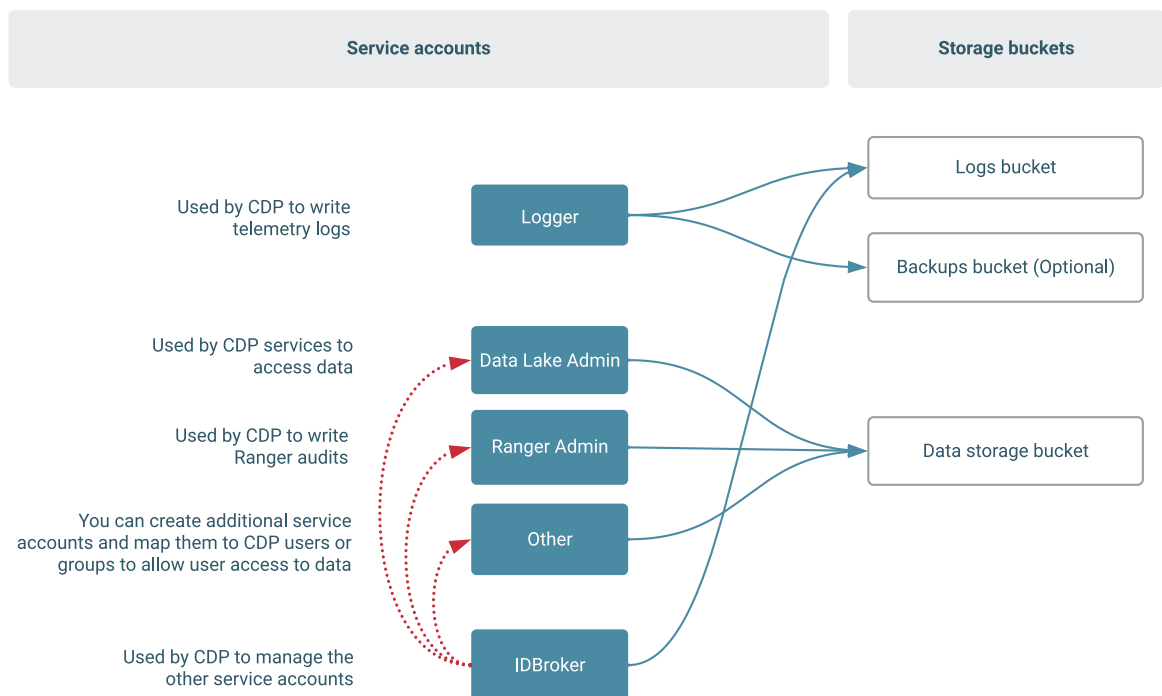 Service accounts
Storage buckets
Used by CDP to write
telemetry logs
Logger
Logs bucket
Backups bucket (Optional)
Used by CDP services to
access data
Data Lake Admin
Used by CDP to write
Ranger audits
Ranger Admin
Data storage bucket
You can create additional service
accounts and map them to CDP users or
groups to allow user access to data
Other
Used by CDP to manage the
other service accounts
IDBroker